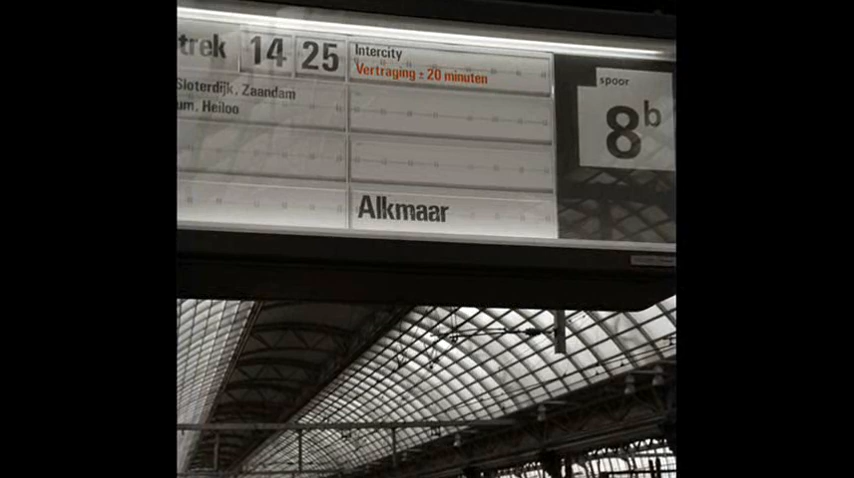 trek 14 25
Intercity
Vertraging ± 20 minuten
Sloterdijk, Zaandam
um, Heiloo
Alkmaar
spoor
8b